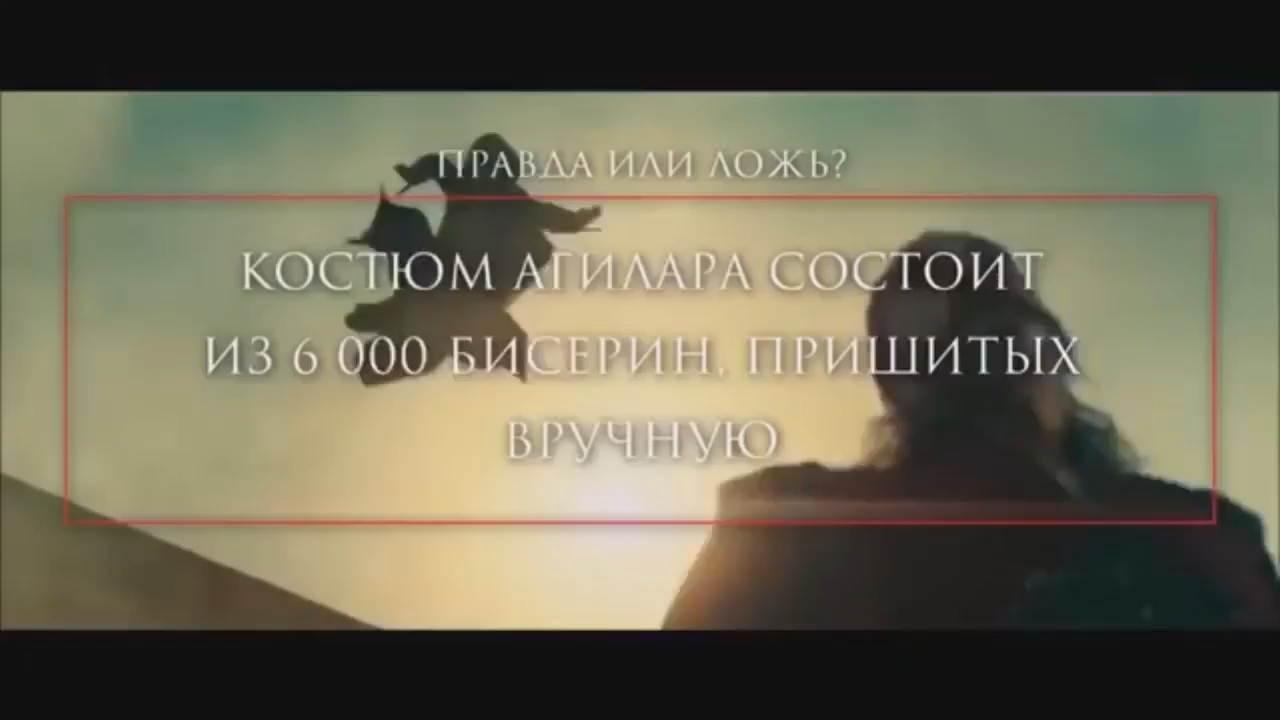 ПРАВДА ИЛИ ЛОЖЬ?
КОСТЮМ АГИЛАРА СОСТОИТ
ИЗ 6 000 БИСЕРИН, ПРИШИТЫХ
ВРУЧНУЮ